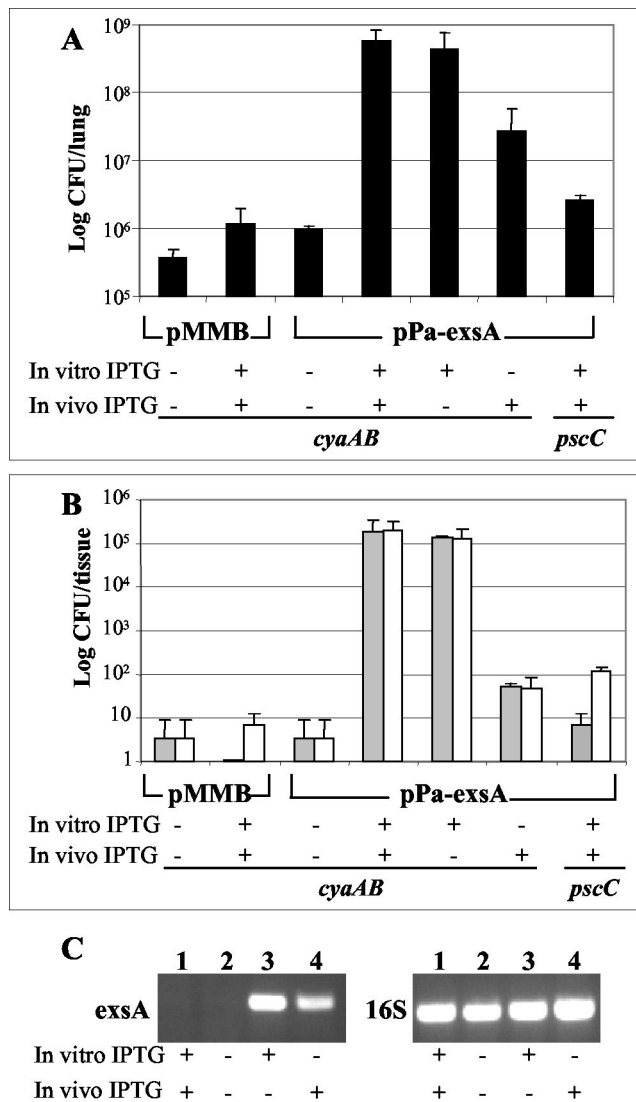 A
Log CFU/lung
10⁹
10⁸
10⁷
10⁶
10⁵
pMMB pPa-exsA
In vitro IPTG - + - + + - +
In vivo IPTG - + - + - + +
cyaAB pscC
B
Log CFU/tissue
10⁶
10⁵
10⁴
10³
10²
10
1
pMMB pPa-exsA
In vitro IPTG - + - + + - +
In vivo IPTG - + - + - + +
cyaAB pscC
C
1 2 3 4 1 2 3 4
exsA 16S
In vitro IPTG + - + - + - + -
In vivo IPTG + - - + + - - +